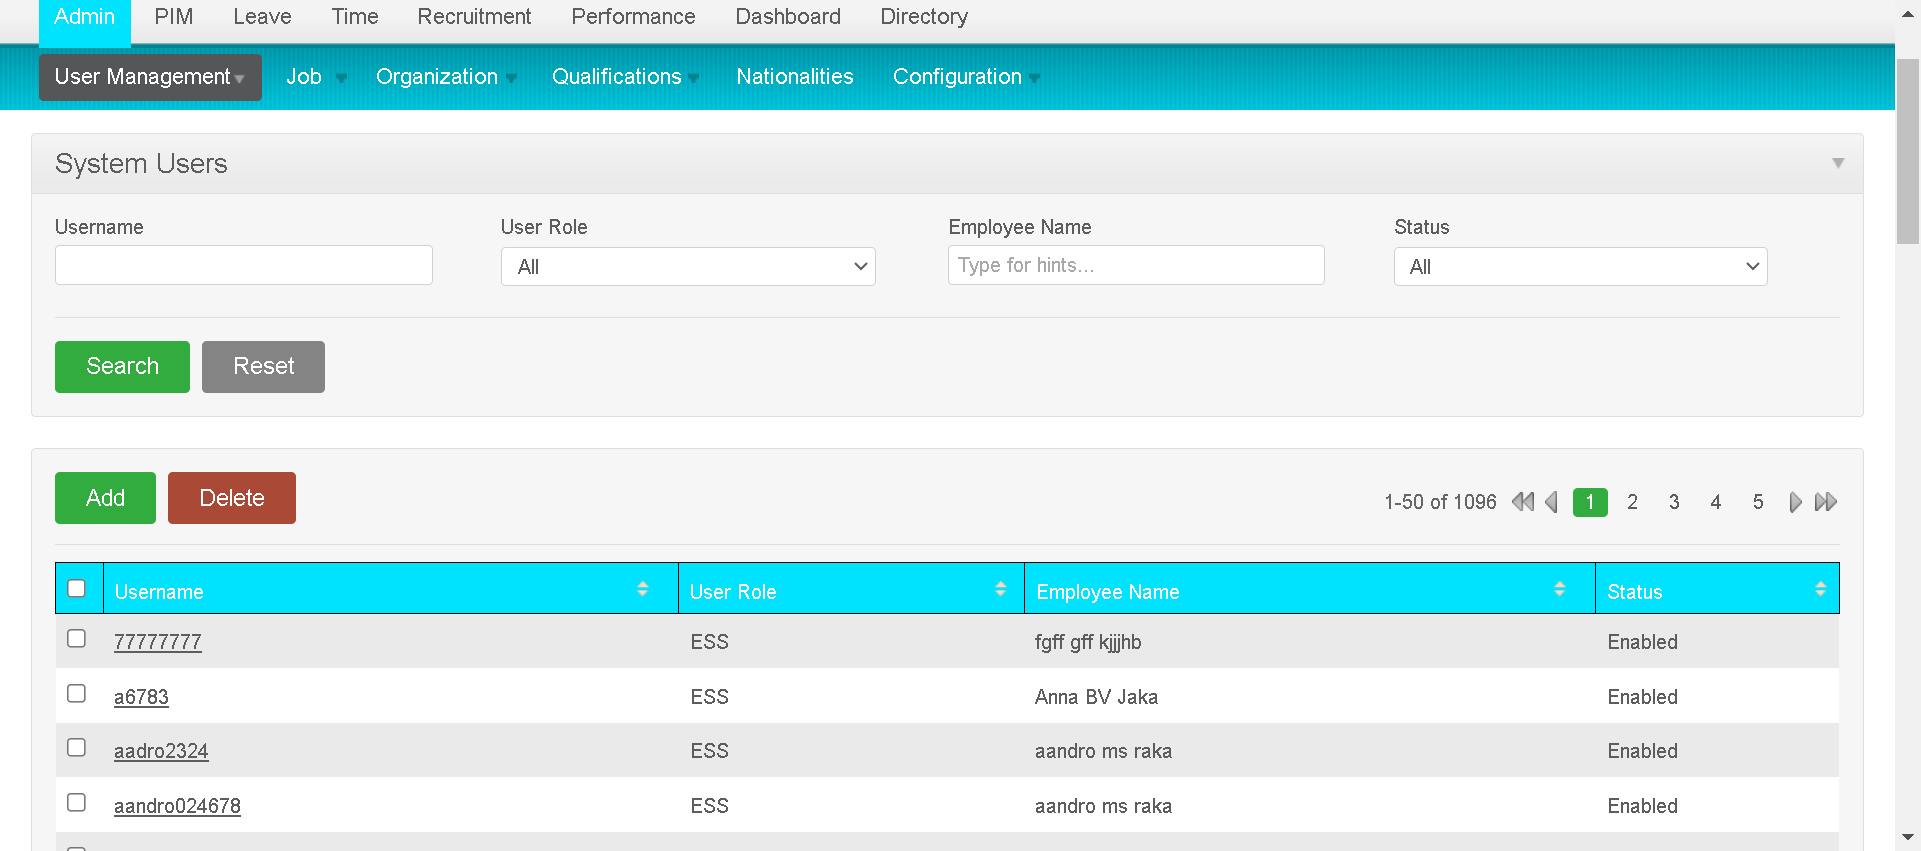 Admin PIM Leave Time Recruitment Performance Dashboard Directory
User Management Job Organization Qualifications Nationalities Configuration
System Users
Username User Role Employee Name Status
All Type for hints... All
Search Reset
Add Delete 1-50 of 1096 1 2 3 4 5
Username User Role Employee Name Status
77777777 ESS fgff gff kjjjhb Enabled
a6783 ESS Anna BV Jaka Enabled
aadro2324 ESS aandro ms raka Enabled
aandro024678 ESS aandro ms raka Enabled